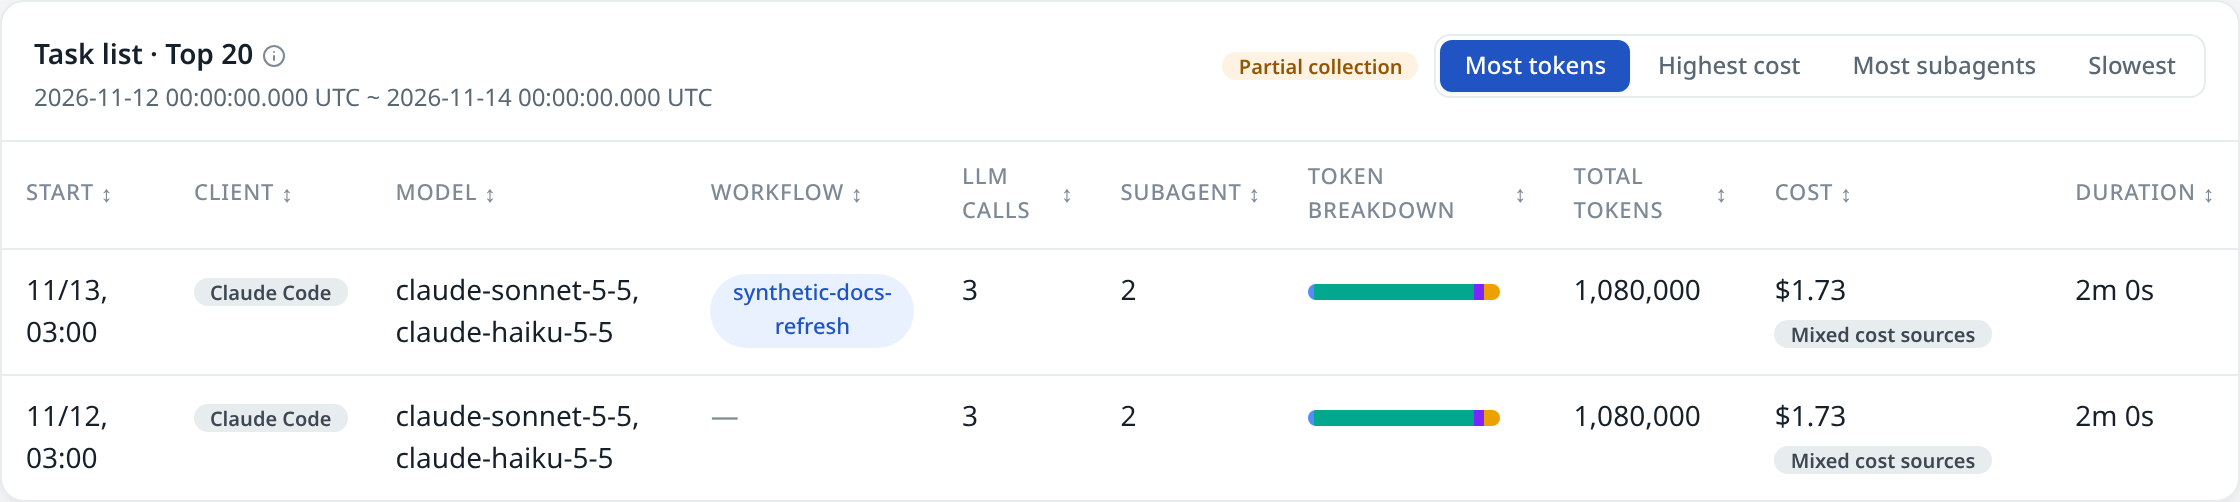 Task list · Top 20
2026-11-12 00:00:00.000 UTC ~ 2026-11-14 00:00:00.000 UTC
Partial collection
Most tokens
Highest cost
Most subagents
Slowest
START ↕
CLIENT ↕
MODEL ↕
WORKFLOW ↕
LLM
CALLS ↕
SUBAGENT ↕
TOKEN
BREAKDOWN ↕
TOTAL
TOKENS ↕
COST ↕
DURATION ↕
11/13,
03:00
Claude Code
claude-sonnet-5-5,
claude-haiku-5-5
synthetic-docs-
refresh
3
2
1,080,000
$1.73
Mixed cost sources
2m 0s
11/12,
03:00
Claude Code
claude-sonnet-5-5,
claude-haiku-5-5
—
3
2
1,080,000
$1.73
Mixed cost sources
2m 0s